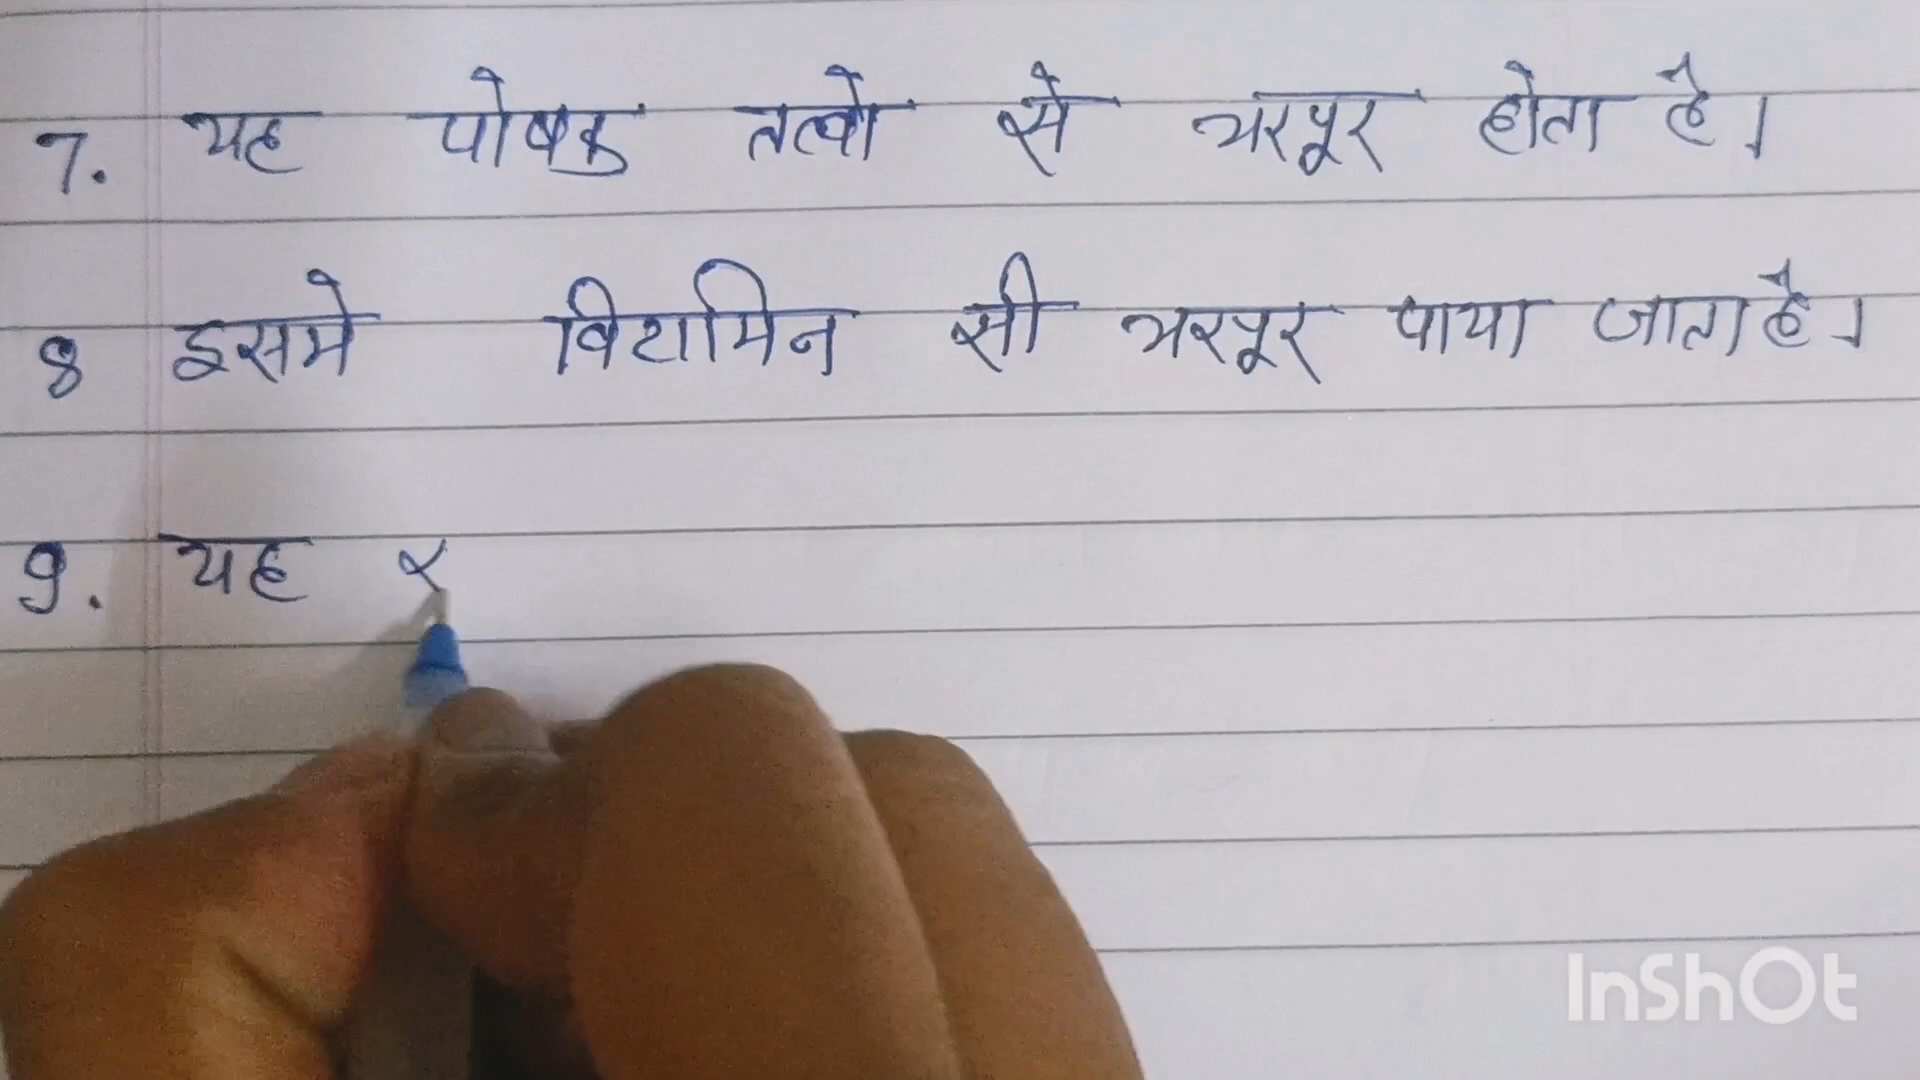 7. यह पोषक तत्वो से भरपूर होता है।
8 इसमे विटामिन सी भरपूर पाया जाता है।
9. यह
InShOt